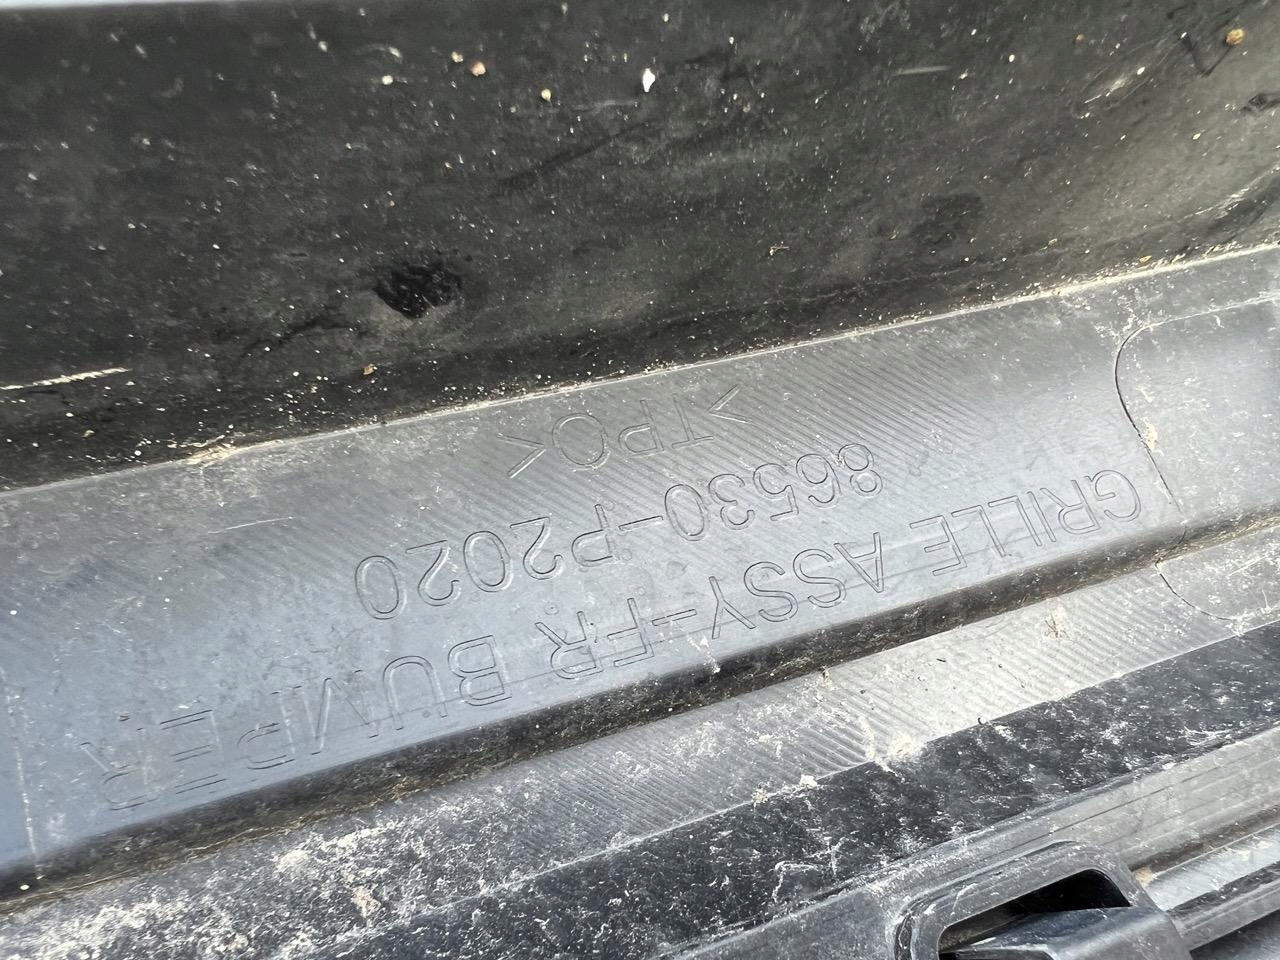 GRILLE ASSY-FR BUMPER
86530-P2020
>TPO<